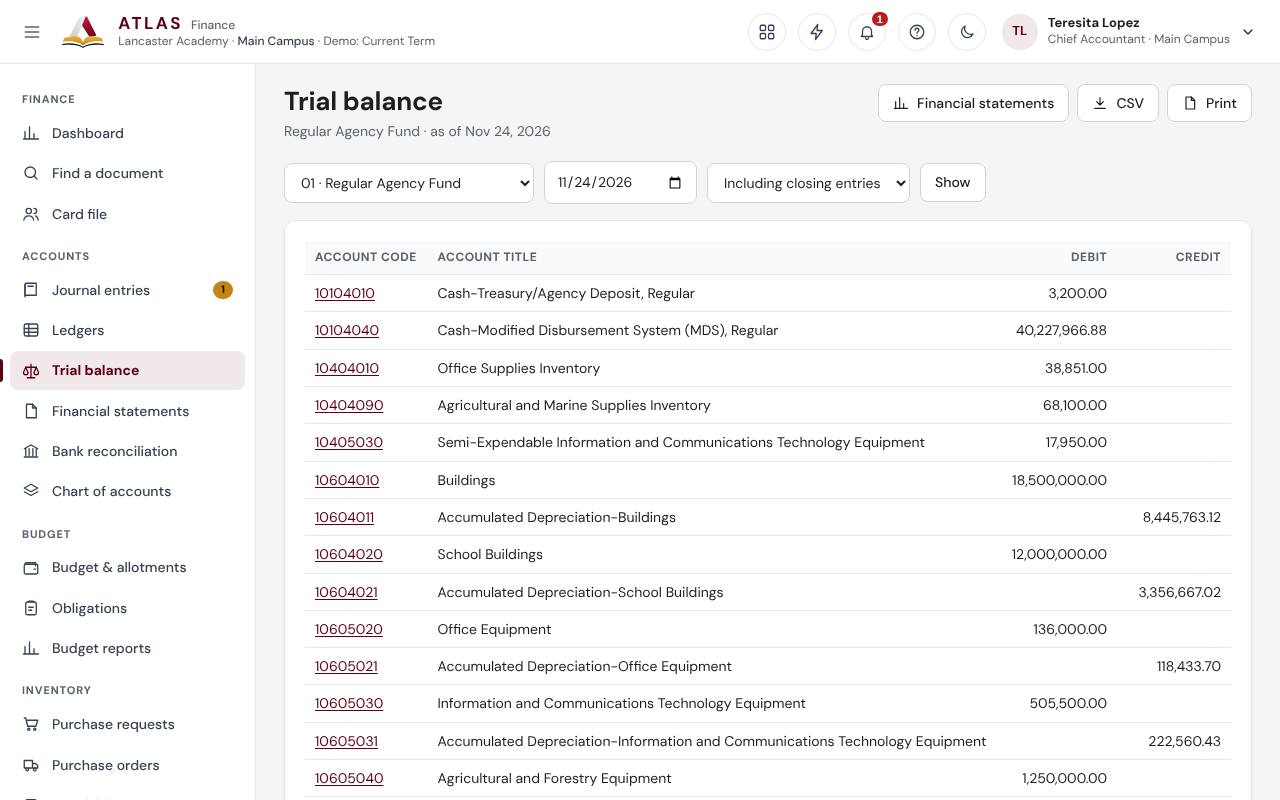 ATLAS Finance
Lancaster Academy · Main Campus · Demo: Current Term
1
TL
Teresita Lopez
Chief Accountant · Main Campus
FINANCE
Dashboard
Find a document
Card file
ACCOUNTS
Journal entries 1
Ledgers
Trial balance
Financial statements
Bank reconciliation
Chart of accounts
BUDGET
Budget & allotments
Obligations
Budget reports
INVENTORY
Purchase requests
Purchase orders
Trial balance
Regular Agency Fund · as of Nov 24, 2026
Financial statements
CSV
Print
01 · Regular Agency Fund
11/24/2026
Including closing entries
Show
ACCOUNT CODE ACCOUNT TITLE DEBIT CREDIT
10104010 Cash-Treasury/Agency Deposit, Regular 3,200.00
10104040 Cash-Modified Disbursement System (MDS), Regular 40,227,966.88
10404010 Office Supplies Inventory 38,851.00
10404090 Agricultural and Marine Supplies Inventory 68,100.00
10405030 Semi-Expendable Information and Communications Technology Equipment 17,950.00
10604010 Buildings 18,500,000.00
10604011 Accumulated Depreciation-Buildings 8,445,763.12
10604020 School Buildings 12,000,000.00
10604021 Accumulated Depreciation-School Buildings 3,356,667.02
10605020 Office Equipment 136,000.00
10605021 Accumulated Depreciation-Office Equipment 118,433.70
10605030 Information and Communications Technology Equipment 505,500.00
10605031 Accumulated Depreciation-Information and Communications Technology Equipment 222,560.43
10605040 Agricultural and Forestry Equipment 1,250,000.00